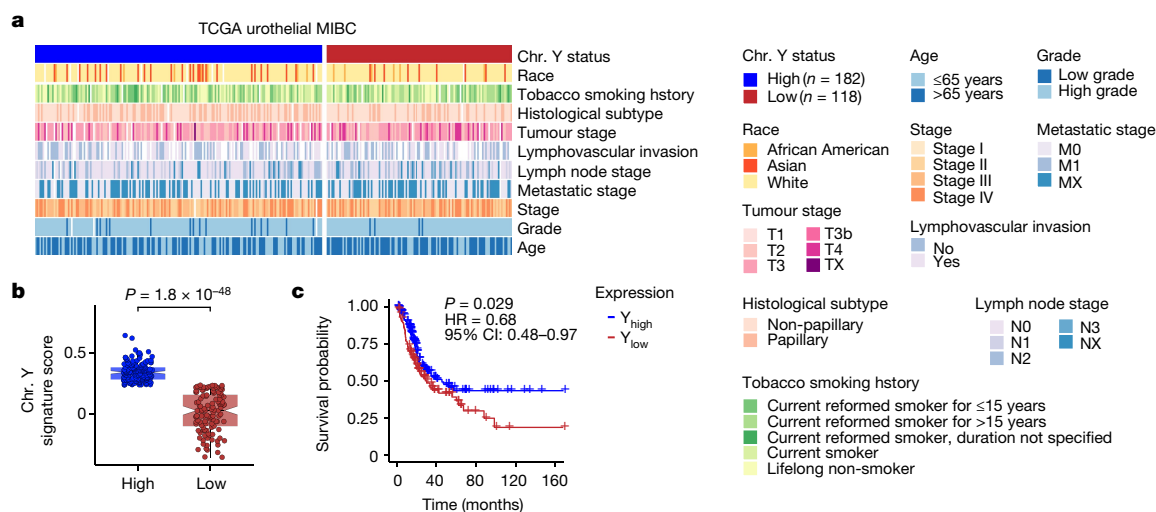 a
TCGA urothelial MIBC
Chr. Y status
Race
Tobacco smoking hstory
Histological subtype
Tumour stage
Lymphovascular invasion
Lymph node stage
Metastatic stage
Stage
Grade
Age
Chr. Y status
High (n = 182)
Low (n = 118)
Race
African American
Asian
White
Tumour stage
T1
T2
T3
T3b
T4
TX
Histological subtype
Non-papillary
Papillary
Tobacco smoking hstory
Current reformed smoker for ≤15 years
Current reformed smoker for >15 years
Current reformed smoker, duration not specified
Current smoker
Lifelong non-smoker
Age
≤65 years
>65 years
Stage
Stage I
Stage II
Stage III
Stage IV
Lymphovascular invasion
No
Yes
Lymph node stage
N0
N1
N2
N3
NX
Grade
Low grade
High grade
Metastatic stage
M0
M1
MX
b
P = 1.8 × 10⁻⁴⁸
Chr. Y
signature score
0.5
0
High
Low
c
P = 0.029
HR = 0.68
95% CI: 0.48–0.97
Survival probability
1.00
0.75
0.50
0.25
0
0 40 80 120 160
Time (months)
Expression
Yhigh
Ylow